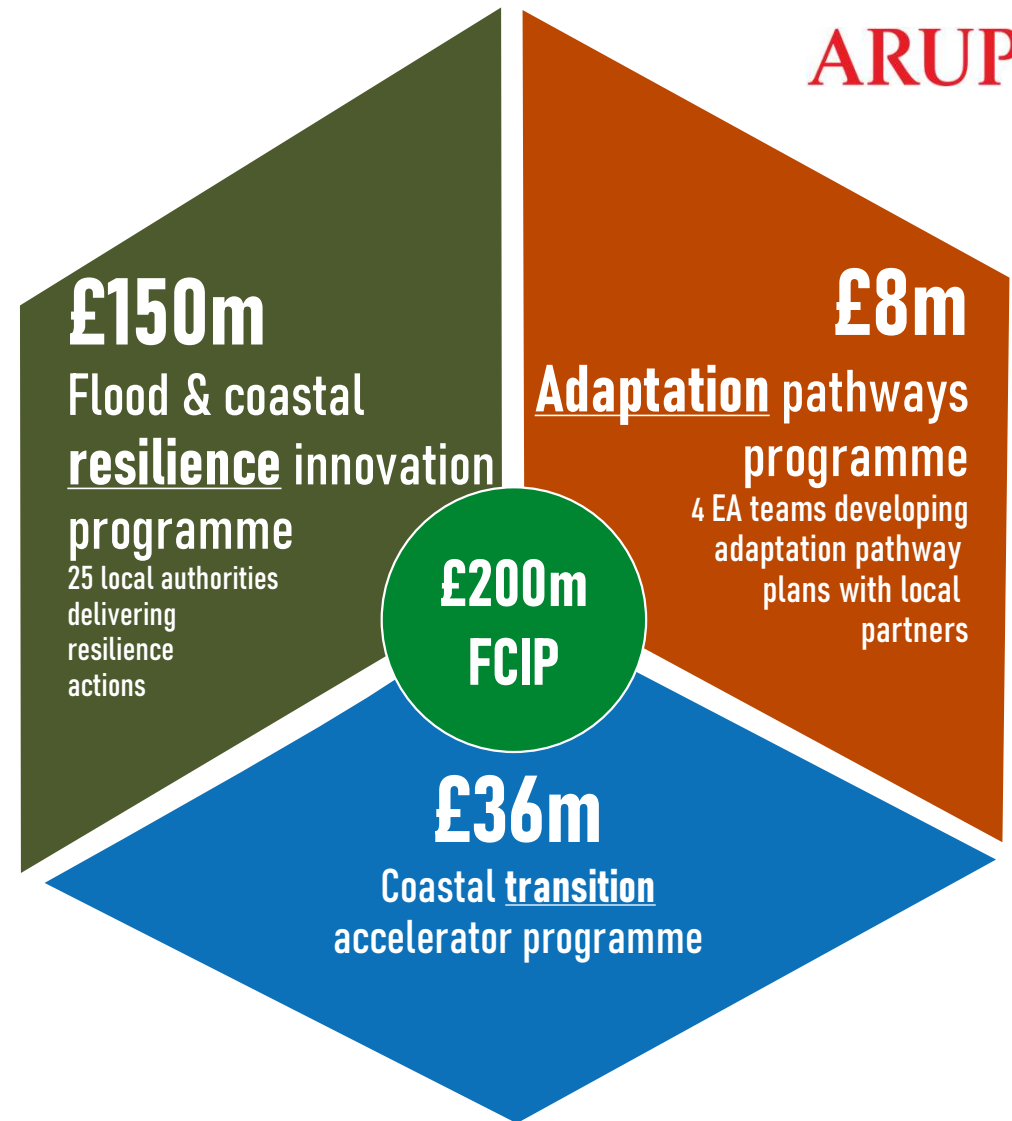 ARUP
£150m
Flood & coastal
resilience innovation
programme
25 local authorities
delivering
resilience
actions
£8m
Adaptation pathways
programme
4 EA teams developing
adaptation pathway
plans with local
partners
£200m
FCIP
£36m
Coastal transition
accelerator programme